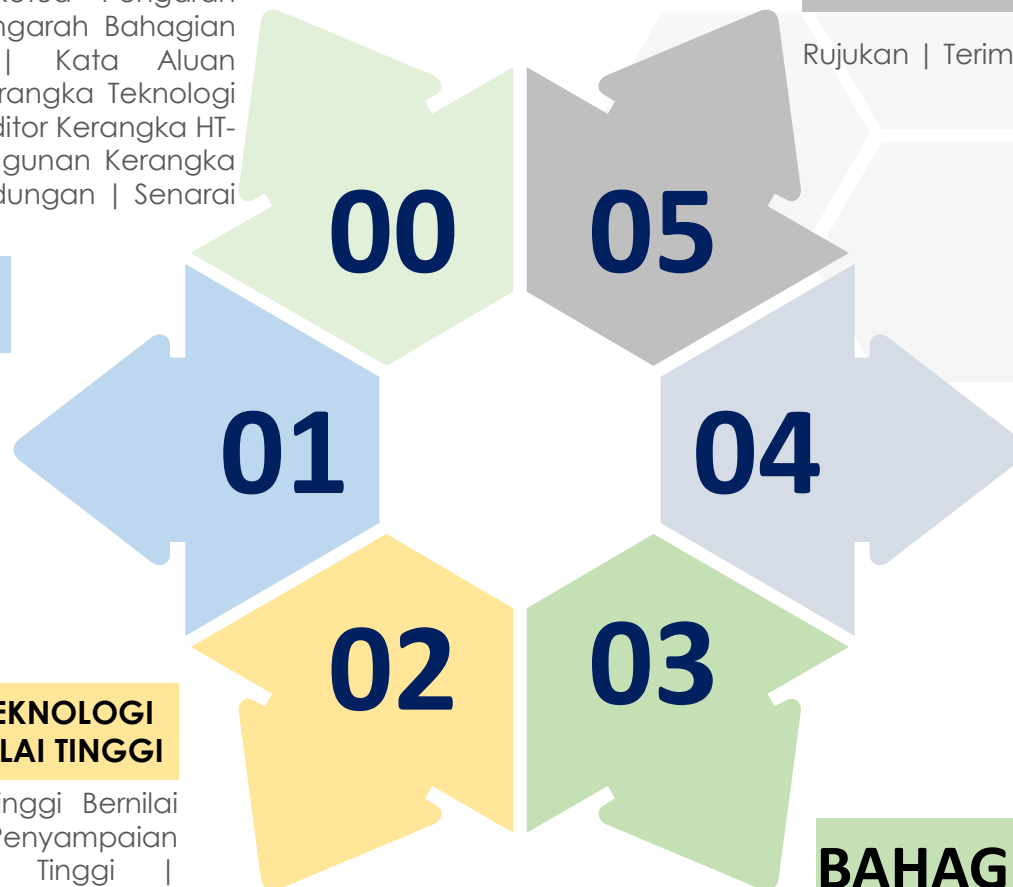 Pengarah
ngarah Bahagian
| Kata Aluan
rangka Teknologi
ditor Kerangka HT-
gunan Kerangka
dungan | Senarai
Rujukan | Terim
00
05
01
04
02
03
EKNOLOGI
LAI TINGGI
inggi Bernilai
Penyampaian
Tinggi |
BAHAG